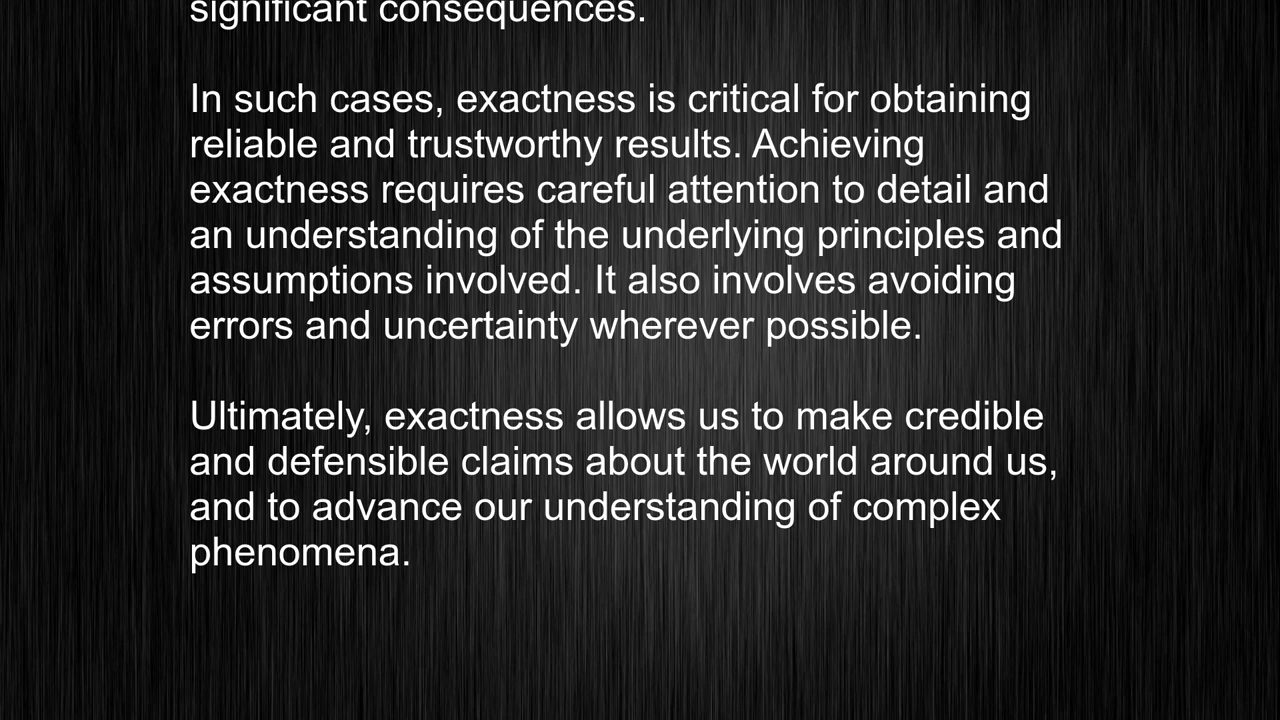 significant consequences.
In such cases, exactness is critical for obtaining
reliable and trustworthy results. Achieving
exactness requires careful attention to detail and
an understanding of the underlying principles and
assumptions involved. It also involves avoiding
errors and uncertainty wherever possible.
Ultimately, exactness allows us to make credible
and defensible claims about the world around us,
and to advance our understanding of complex
phenomena.